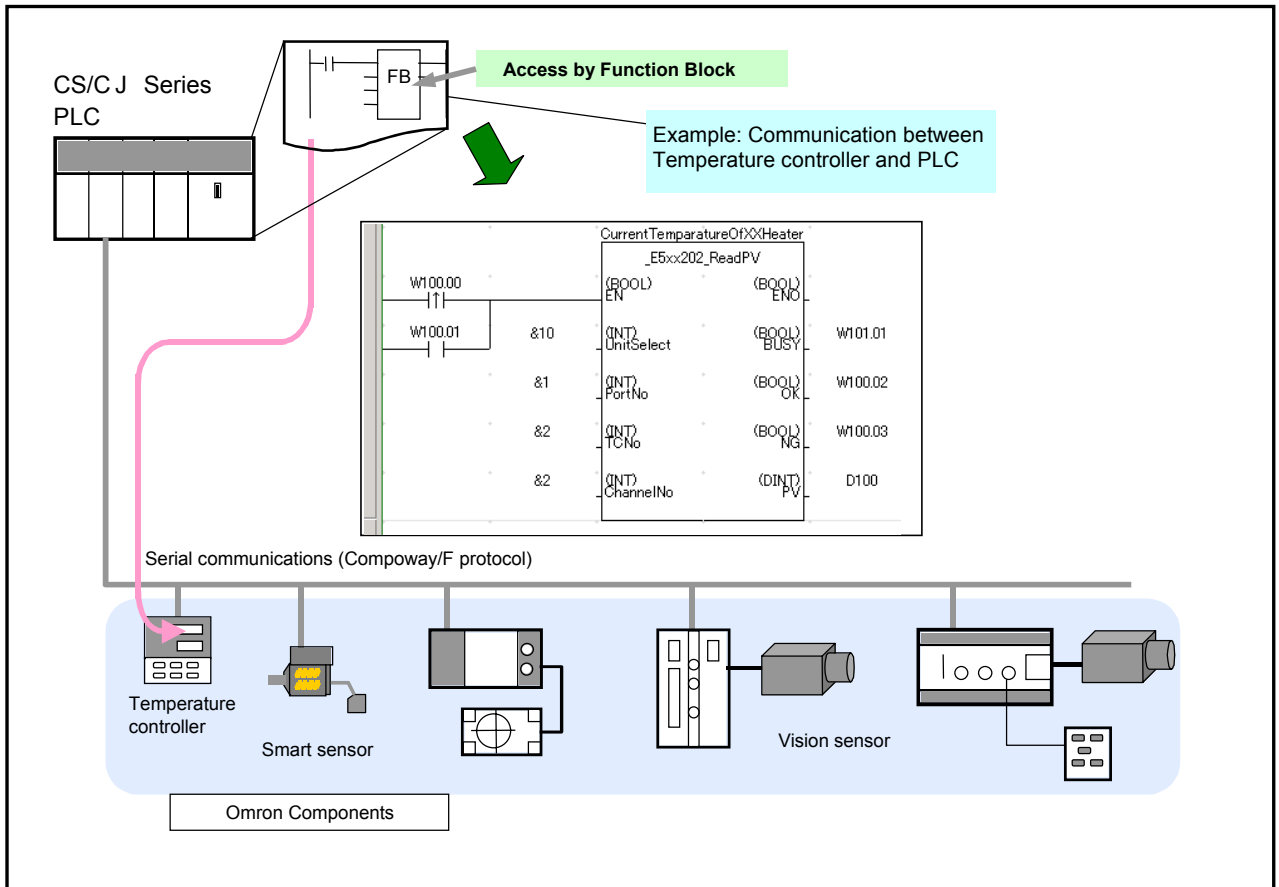 CS/CJ Series
PLC
FB
Access by Function Block
Example: Communication between
Temperature controller and PLC
CurrentTemparatureOfXXHeater
_E5xx202_ReadPV
W100.00
(BOOL)
EN
(BOOL)
ENO
W100.01
&10
(INT)
UnitSelect
(BOOL)
BUSY
W101.01
&1
(INT)
PortNo
(BOOL)
OK
W100.02
&2
(INT)
TCNo
(BOOL)
NG
W100.03
&2
(INT)
ChannelNo
(DINT)
PV
D100
Serial communications (Compoway/F protocol)
Temperature
controller
Smart sensor
Vision sensor
Omron Components